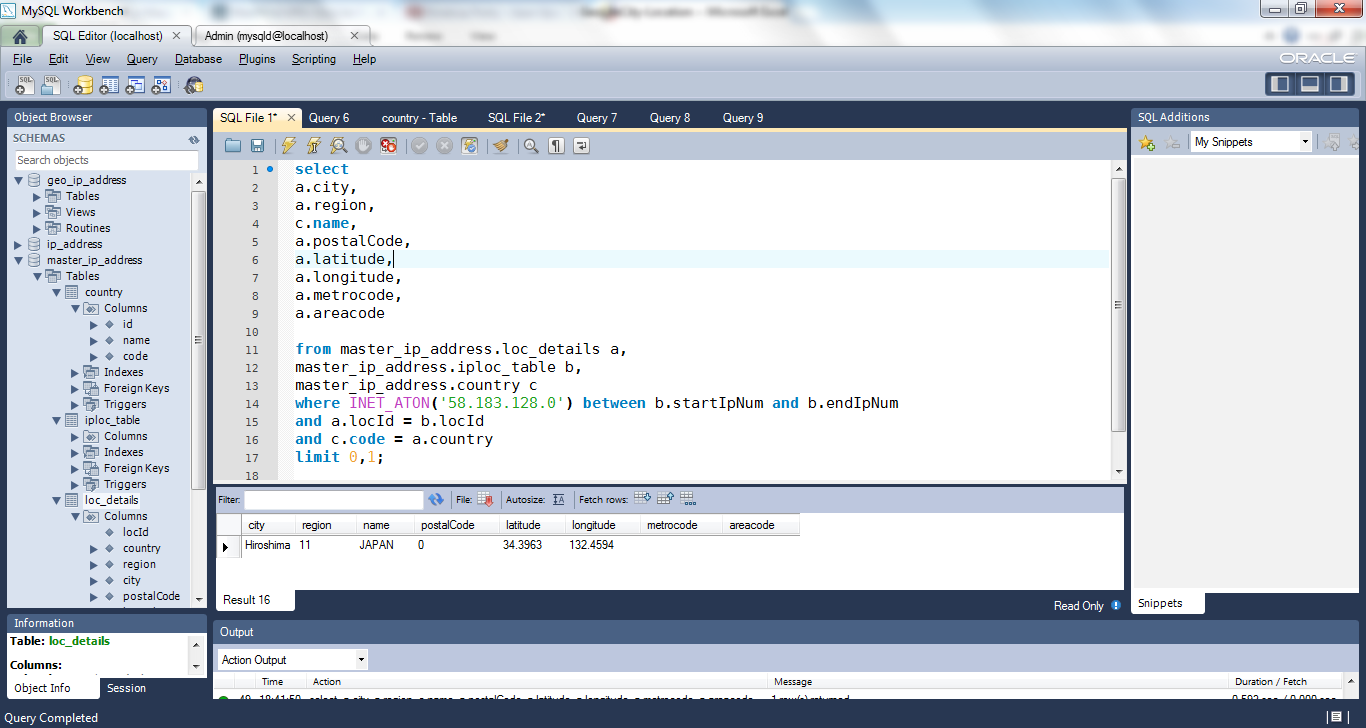 MySQL Workbench
SQL Editor (localhost)
Admin (mysqld@localhost)
File Edit View Query Database Plugins Scripting Help
ORACLE
Object Browser
SCHEMAS
Search objects
geo_ip_address
Tables
Views
Routines
ip_address
master_ip_address
Tables
country
Columns
id
name
code
Indexes
Foreign Keys
Triggers
iploc_table
Columns
Indexes
Foreign Keys
Triggers
loc_details
Columns
locId
country
region
city
postalCode
Information
Table: loc_details
Columns:
Object Info Session
SQL File 1* Query 6 country - Table SQL File 2* Query 7 Query 8 Query 9
1 select
2 a.city,
3 a.region,
4 c.name,
5 a.postalCode,
6 a.latitude,
7 a.longitude,
8 a.metrocode,
9 a.areacode
10
11 from master_ip_address.loc_details a,
12 master_ip_address.iploc_table b,
13 master_ip_address.country c
14 where INET_ATON('58.183.128.0') between b.startIpNum and b.endIpNum
15 and a.locId = b.locId
16 and c.code = a.country
17 limit 0,1;
18
Filter: File: Autosize: Fetch rows:
city region name postalCode latitude longitude metrocode areacode
Hiroshima 11 JAPAN 0 34.3963 132.4594
Result 16
Read Only
SQL Additions
My Snippets
Snippets
Output
Action Output
Time Action Message Duration / Fetch
Query Completed